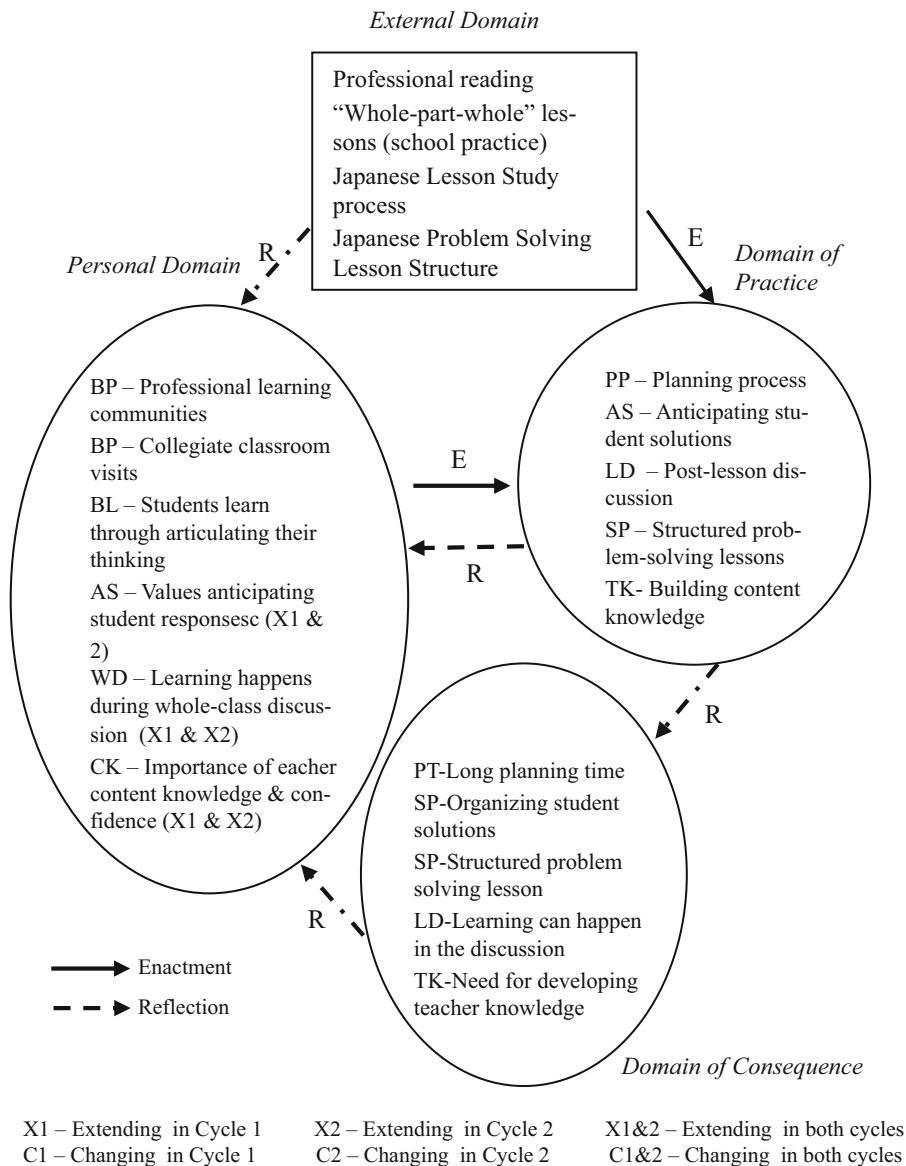 External Domain
Professional reading
“Whole-part-whole” les-
sons (school practice)
Japanese Lesson Study
process
Japanese Problem Solving
Lesson Structure
R
E
Personal Domain
Domain of
Practice
BP – Professional learning
communities
BP – Collegiate classroom
visits
BL – Students learn
through articulating their
thinking
AS – Values anticipating
student responsesc (X1 &
2)
WD – Learning happens
during whole-class discus-
sion (X1 & X2)
CK – Importance of eacher
content knowledge & con-
fidence (X1 & X2)
E
R
PP – Planning process
AS – Anticipating stu-
dent solutions
LD – Post-lesson dis-
cussion
SP – Structured prob-
lem-solving lessons
TK- Building content
knowledge
R
PT-Long planning time
SP-Organizing student
solutions
SP-Structured problem
solving lesson
LD-Learning can happen
in the discussion
TK-Need for developing
teacher knowledge
R
Enactment
Reflection
Domain of Consequence
X1 – Extending in Cycle 1 X2 – Extending in Cycle 2 X1&2 – Extending in both cycles
C1 – Changing in Cycle 1 C2 – Changing in Cycle 2 C1&2 – Changing in both cycles